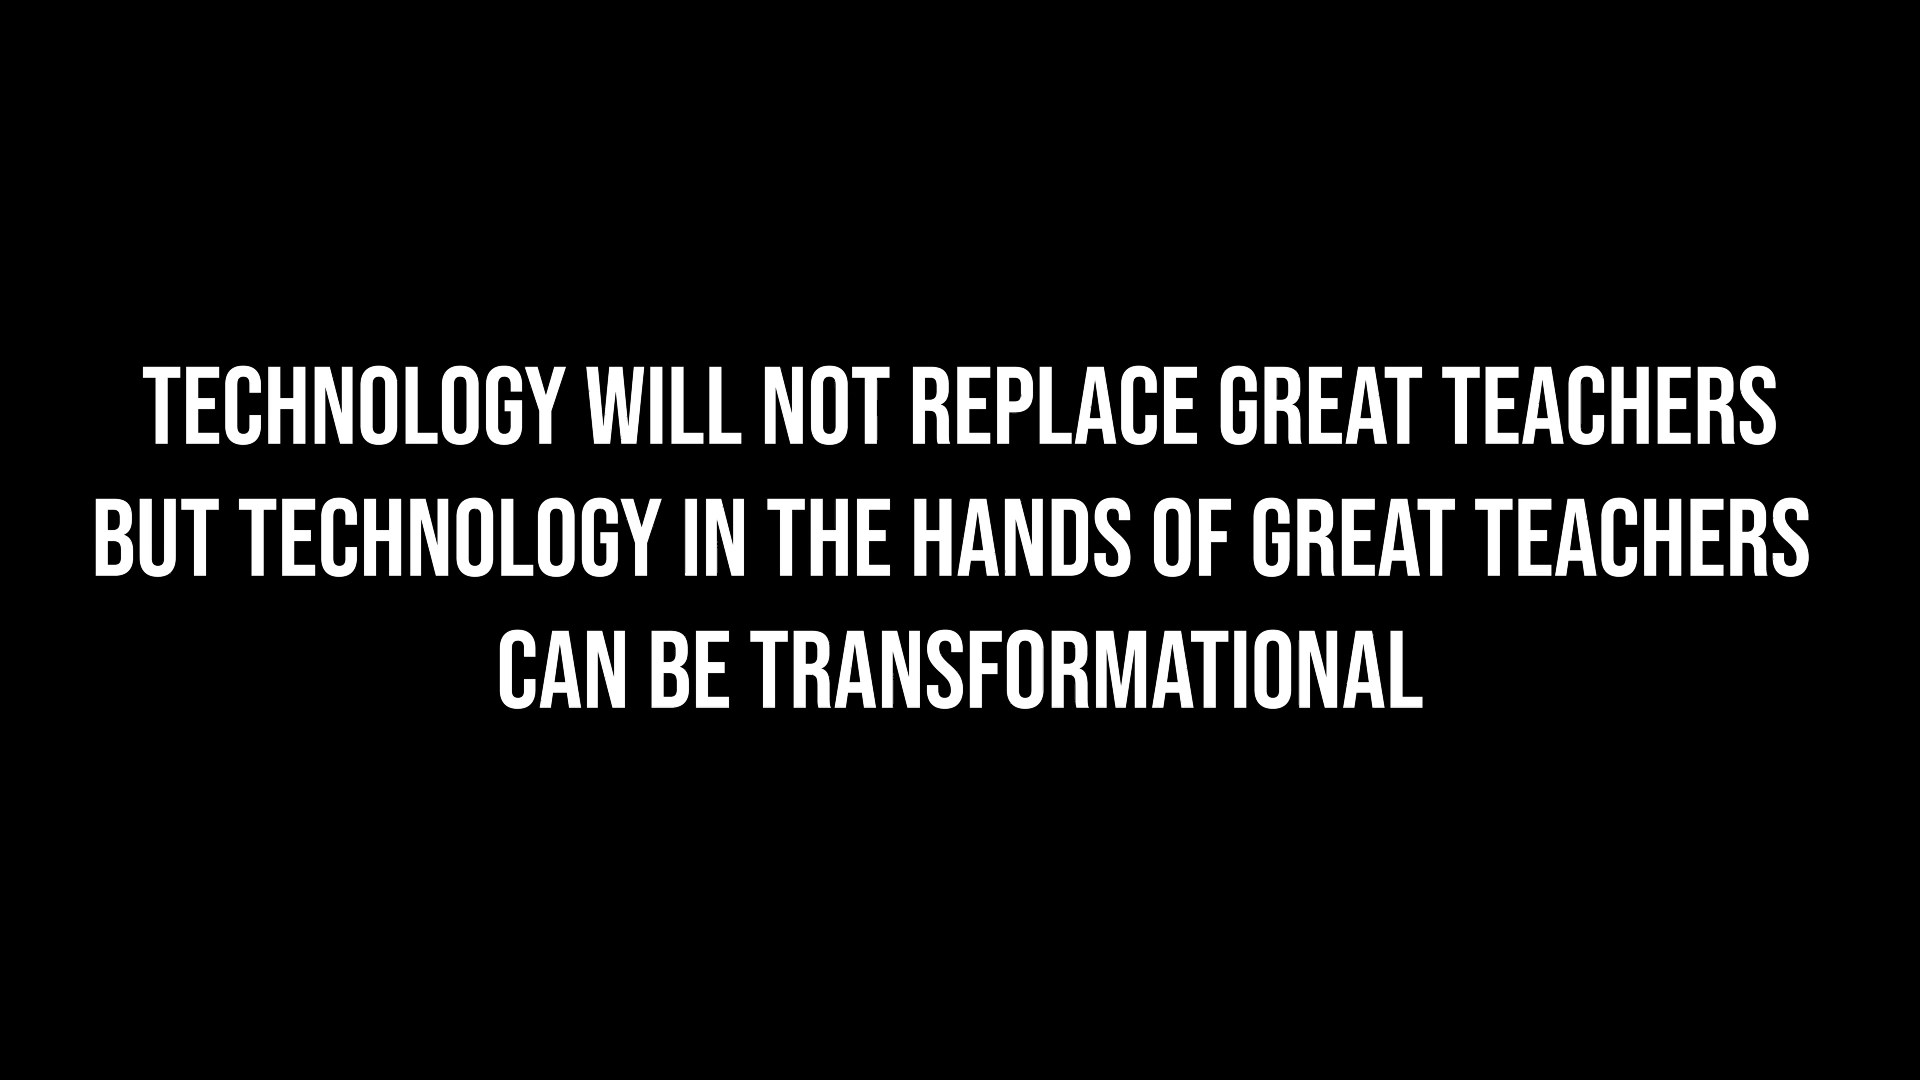 TECHNOLOGY WILL NOT REPLACE GREAT TEACHERS
BUT TECHNOLOGY IN THE HANDS OF GREAT TEACHERS
CAN BE TRANSFORMATIONAL